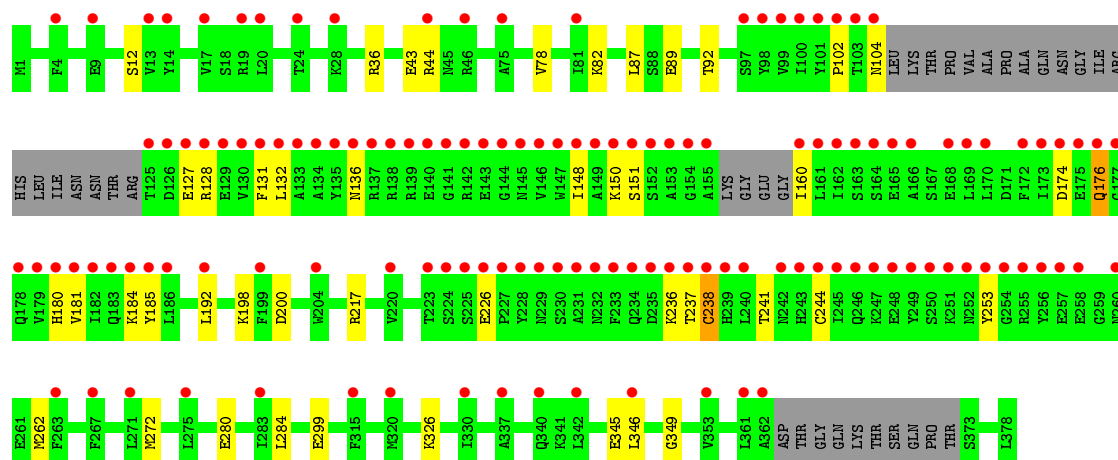 M1 F4 E9 S12 V13 Y14 V17 S18 R19 L20 T24 K28 R36 E43 R44 N45 R46 A75 V78 I81 K82 L87 S88 E89 T92 S97 Y98 V99 I100 Y101 P102 T103 N104 LEU LYS THR PRO VAL ALA PRO ALA GLN ASN GLY ILE ARG
HIS LEU ILE ASN ASN THR ARG T125 D126 E127 R128 E129 V130 F131 L132 A133 A134 Y135 N136 R137 R138 R139 E140 G141 R142 E143 G144 N145 V146 W147 I148 A149 K150 S151 S152 A153 G154 A155 LYS GLY GLU GLY I160 L161 I162 S163 S164 E165 A166 S167 E168 L169 L170 D171 F172 I173 D174 E175 Q176 G177
Q178 V179 H180 V181 I182 Q183 K184 Y185 L186 L192 K198 F199 D200 W204 R217 V220 T223 S224 S225 E226 P227 Y228 N229 S230 A231 N232 F233 Q234 D235 K236 T237 C238 H239 L240 T241 N242 H243 C244 I245 Q246 K247 E248 Y249 S250 K251 N252 Y253 G254 R255 Y256 E257 E258 G259 N260
E261 M262 F263 F267 L271 M272 L275 E280 I283 L284 E299 F315 M320 K326 I330 A337 Q340 K341 L342 E345 L346 G349 V353 L361 A362 ASP THR GLY GLN LYS THR SER GLN PRO THR S373 L378